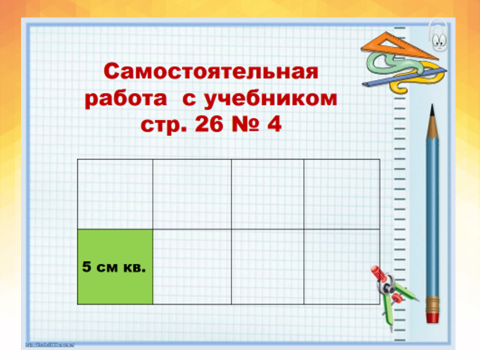 Самостоятельная
работа с учебником
стр. 26 № 4
5 см кв.